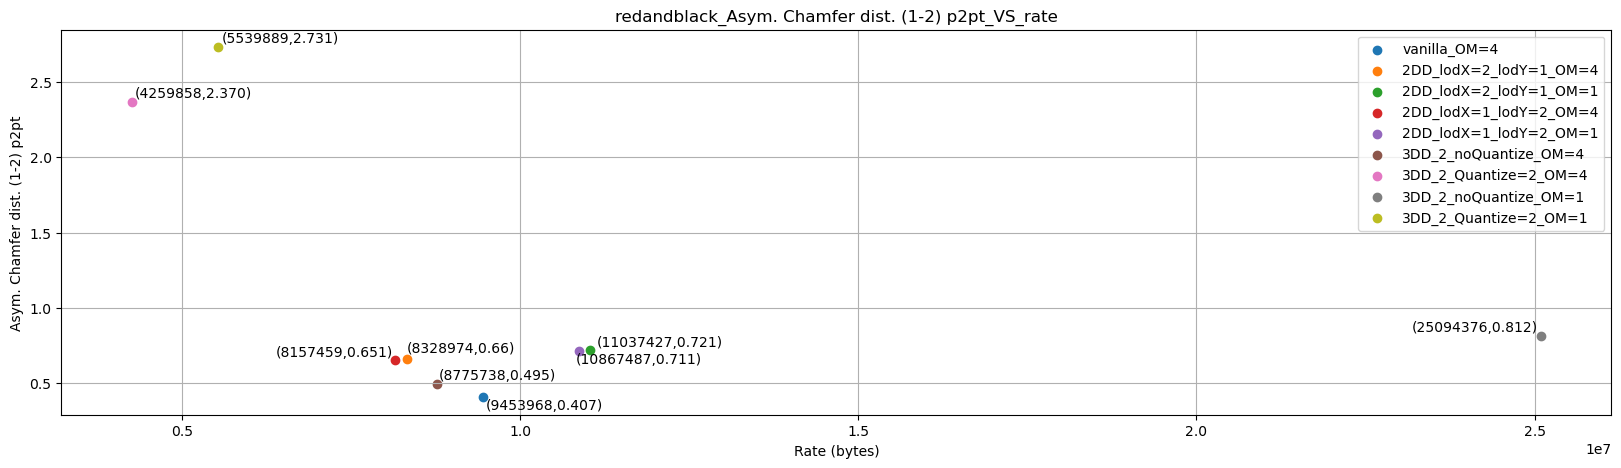 redandblack_Asym. Chamfer dist. (1-2) p2pt_VS_rate
(5539889,2.731)
(4259858,2.370)
(25094376,0.812)
(11037427,0.721)
(10867487,0.711)
(8157459,0.651)
(8328974,0.66)
(8775738,0.495)
(9453968,0.407)
vanilla_OM=4
2DD_lodX=2_lodY=1_OM=4
2DD_lodX=2_lodY=1_OM=1
2DD_lodX=1_lodY=2_OM=4
2DD_lodX=1_lodY=2_OM=1
3DD_2_noQuantize_OM=4
3DD_2_Quantize=2_OM=4
3DD_2_noQuantize_OM=1
3DD_2_Quantize=2_OM=1
Asym. Chamfer dist. (1-2) p2pt
2.5
2.0
1.5
1.0
0.5
0.5
1.0
1.5
2.0
2.5
1e7
Rate (bytes)